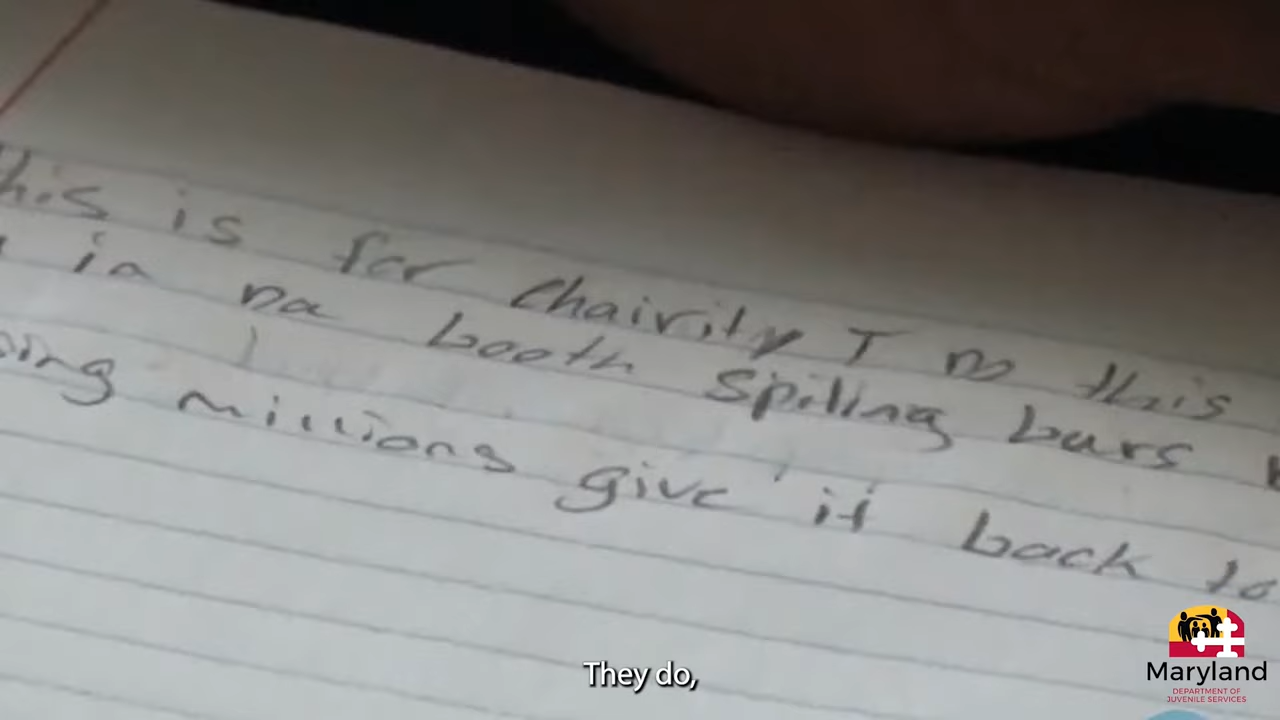 his is for Chairity I'm this
in na booth Spiling bars
ing millions give it back to
They do,
Maryland
DEPARTMENT OF
JUVENILE SERVICES